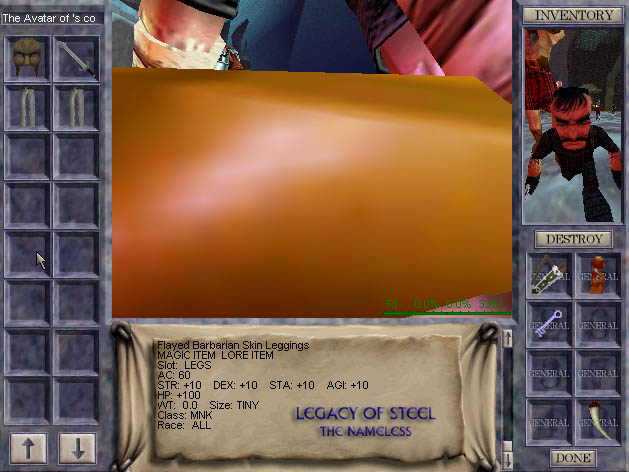 The Avatar of 's co
INVENTORY
DESTROY
GENERAL
GENERAL
GENERAL
GENERAL
GENERAL
GENERAL
GENERAL
GENERAL
DONE
Flayed Barbarian Skin Leggings
MAGIC ITEM LORE ITEM
Slot: LEGS
AC: 60
STR: +10 DEX: +10 STA: +10 AGI: +10
HP: +100
WT: 0.0 Size: TINY
Class: MNK
Race: ALL
LEGACY OF STEEL
THE NAMELESS